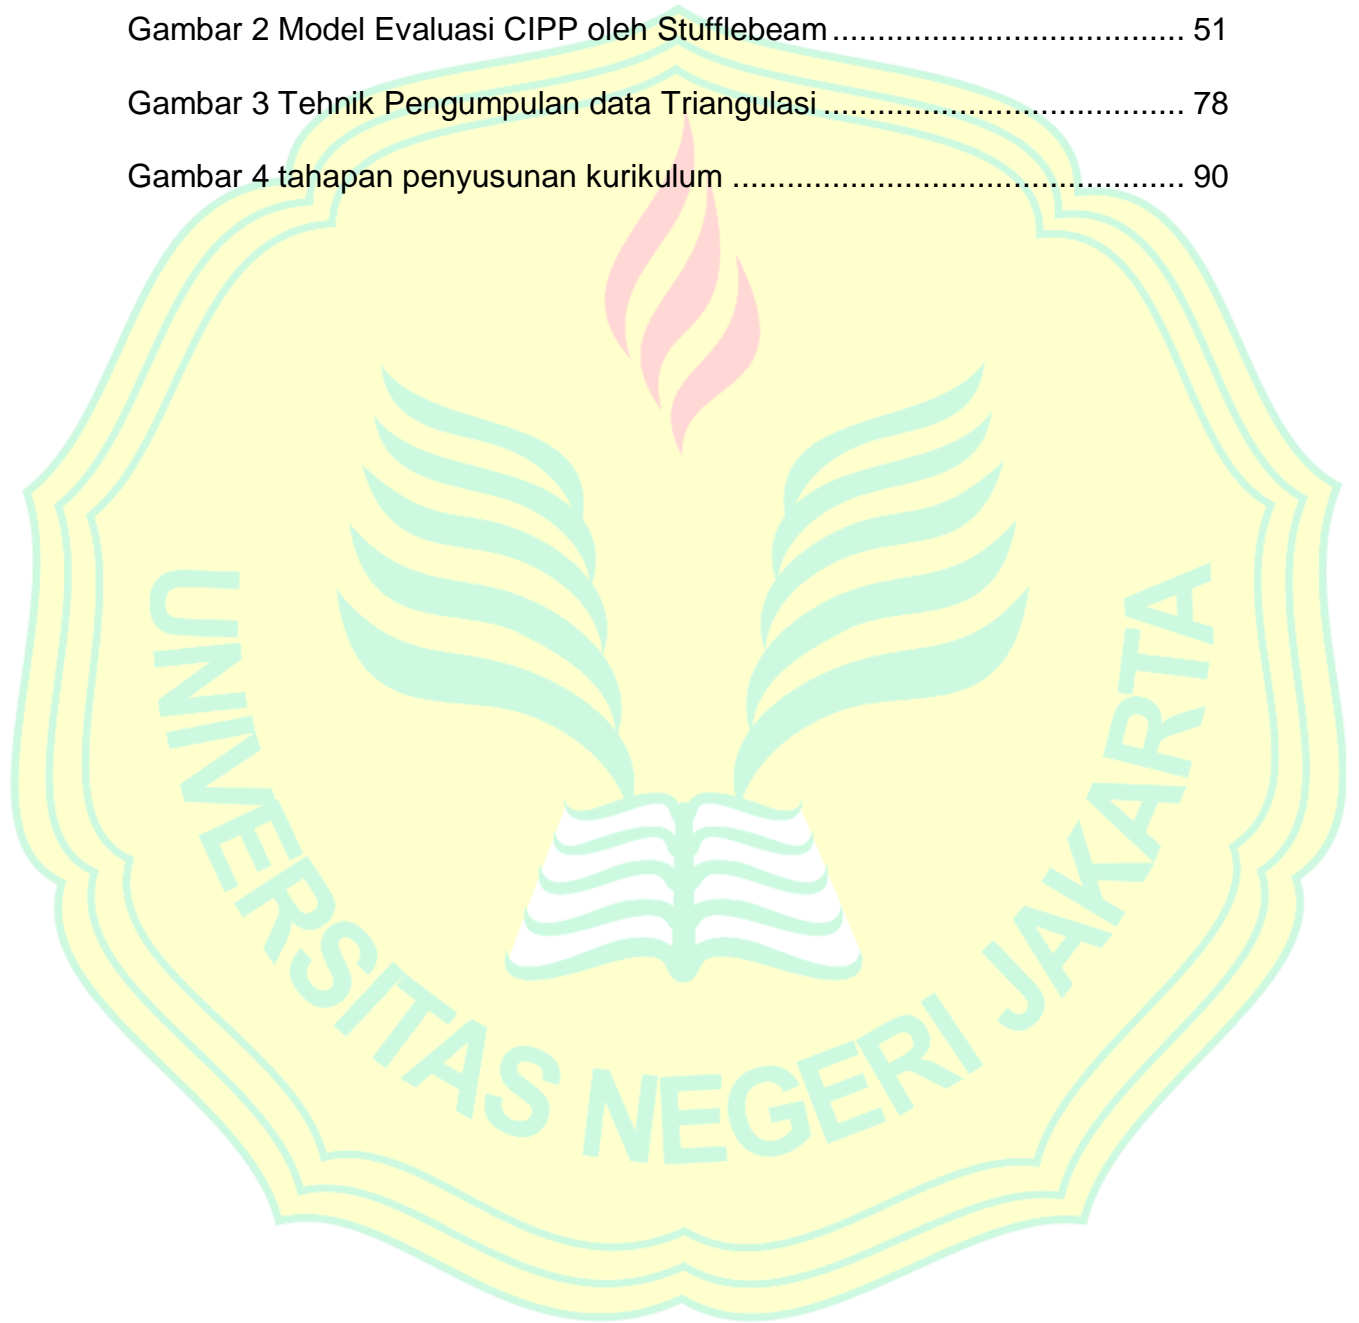 Gambar 2 Model Evaluasi CIPP oleh Stufflebeam ....................................... 51
Gambar 3 Tehnik Pengumpulan data Triangulasi ........................................ 78
Gambar 4 tahapan penyusunan kurikulum .................................................. 90
UNIVERSITAS NEGERI JAKARTA